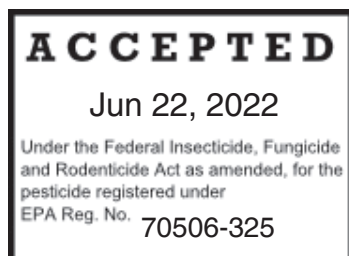 ACCEPTED
Jun 22, 2022
Under the Federal Insecticide, Fungicide
and Rodenticide Act as amended, for the
pesticide registered under
EPA Reg. No. 70506-325